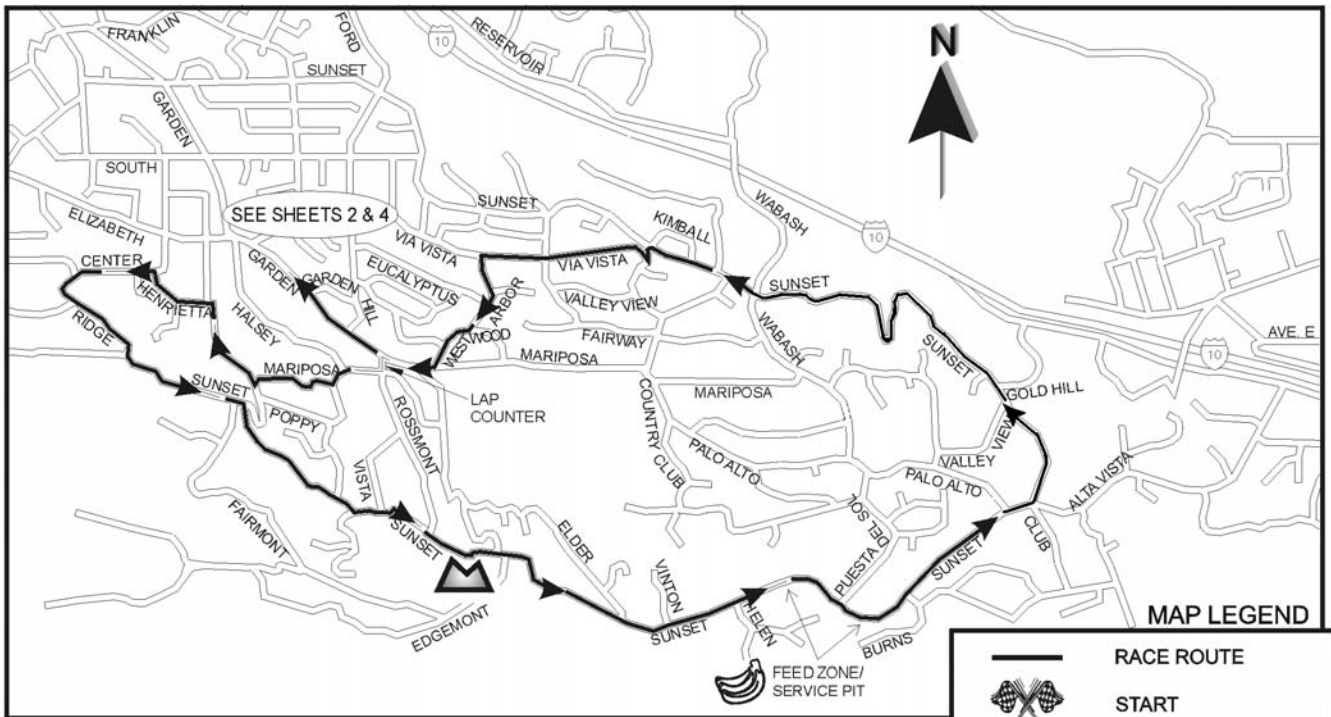 FRANKLIN
FORD
10
RESERVOIR
N
SUNSET
GARDEN
SOUTH
SEE SHEETS 2 & 4
SUNSET
KIMBALL
WABASH
10
ELIZABETH
VIA VISTA
CENTER
GARDEN
GARDEN
EUCALYPTUS
VIA VISTA
SUNSET
HENRIETTA
HILL
ARBOR
VALLEY VIEW
RIDGE
HALSEY
WESTWOOD
FAIRWAY
WABASH
SUNSET
AVE. E
10
MARIPOSA
MARIPOSA
MARIPOSA
SUNSET
LAP
COUNTER
GOLD HILL
POPPY
ROSSMONT
COUNTRY CLUB
VIEW
VALLEY
PALO ALTO
PALO ALTO
ALTA VISTA
VISTA
FAIRMONT
SUNSET
ELDER
DEL SOL
CLUB
PUESTA
SUNSET
VINTON
EDGEMONT
SUNSET
HELEN
BURNS
FEED ZONE/
SERVICE PIT
MAP LEGEND
RACE ROUTE
START